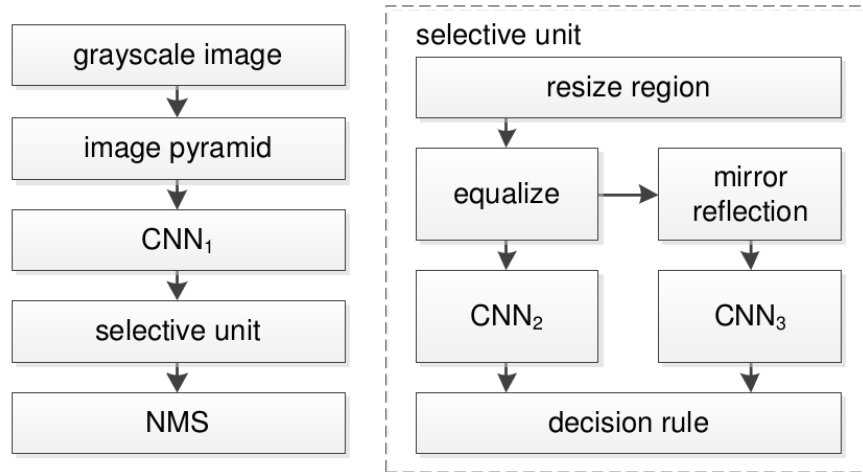 grayscale image
image pyramid
CNN₁
selective unit
NMS
selective unit
resize region
equalize
mirror
reflection
CNN₂
CNN₃
decision rule